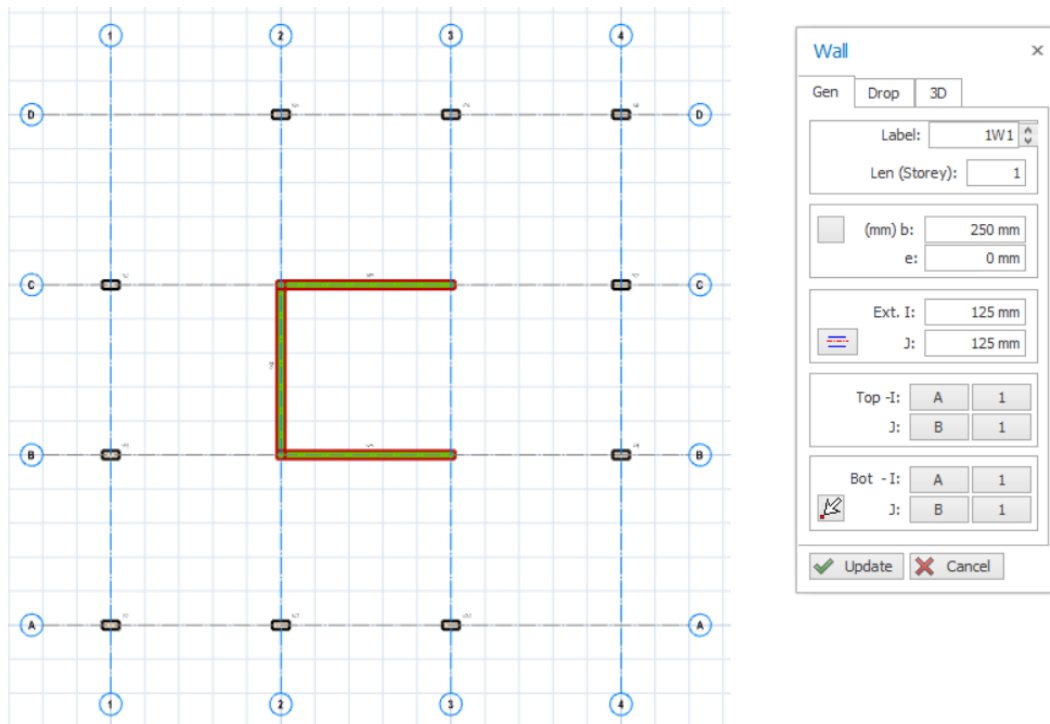 1 2 3 4
D D
C C
B B
A A
1 2 3 4
Wall
Gen Drop 3D
Label: 1W1
Len (Storey): 1
(mm) b: 250 mm
e: 0 mm
Ext. I: 125 mm
J: 125 mm
Top -I: A 1
J: B 1
Bot - I: A 1
J: B 1
Update Cancel